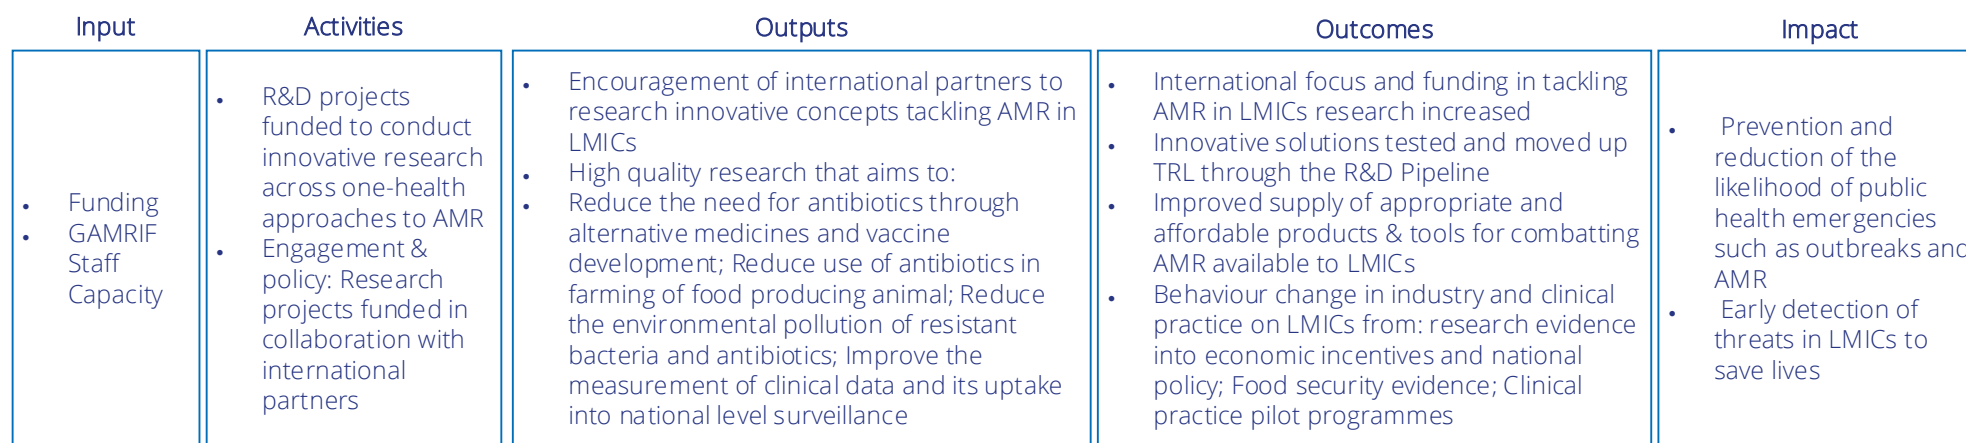 Input
Activities
Outputs
Outcomes
Impact
• Funding
• GAMRIF
Staff
Capacity
• R&D projects
funded to conduct
innovative research
across one-health
approaches to AMR
• Engagement &
policy: Research
projects funded in
collaboration with
international
partners
• Encouragement of international partners to
research innovative concepts tackling AMR in
LMICs
• High quality research that aims to:
• Reduce the need for antibiotics through
alternative medicines and vaccine
development; Reduce use of antibiotics in
farming of food producing animal; Reduce
the environmental pollution of resistant
bacteria and antibiotics; Improve the
measurement of clinical data and its uptake
into national level surveillance
• International focus and funding in tackling
AMR in LMICs research increased
• Innovative solutions tested and moved up
TRL through the R&D Pipeline
• Improved supply of appropriate and
affordable products & tools for combatting
AMR available to LMICs
• Behaviour change in industry and clinical
practice on LMICs from: research evidence
into economic incentives and national
policy; Food security evidence; Clinical
practice pilot programmes
• Prevention and
reduction of the
likelihood of public
health emergencies
such as outbreaks and
AMR
• Early detection of
threats in LMICs to
save lives